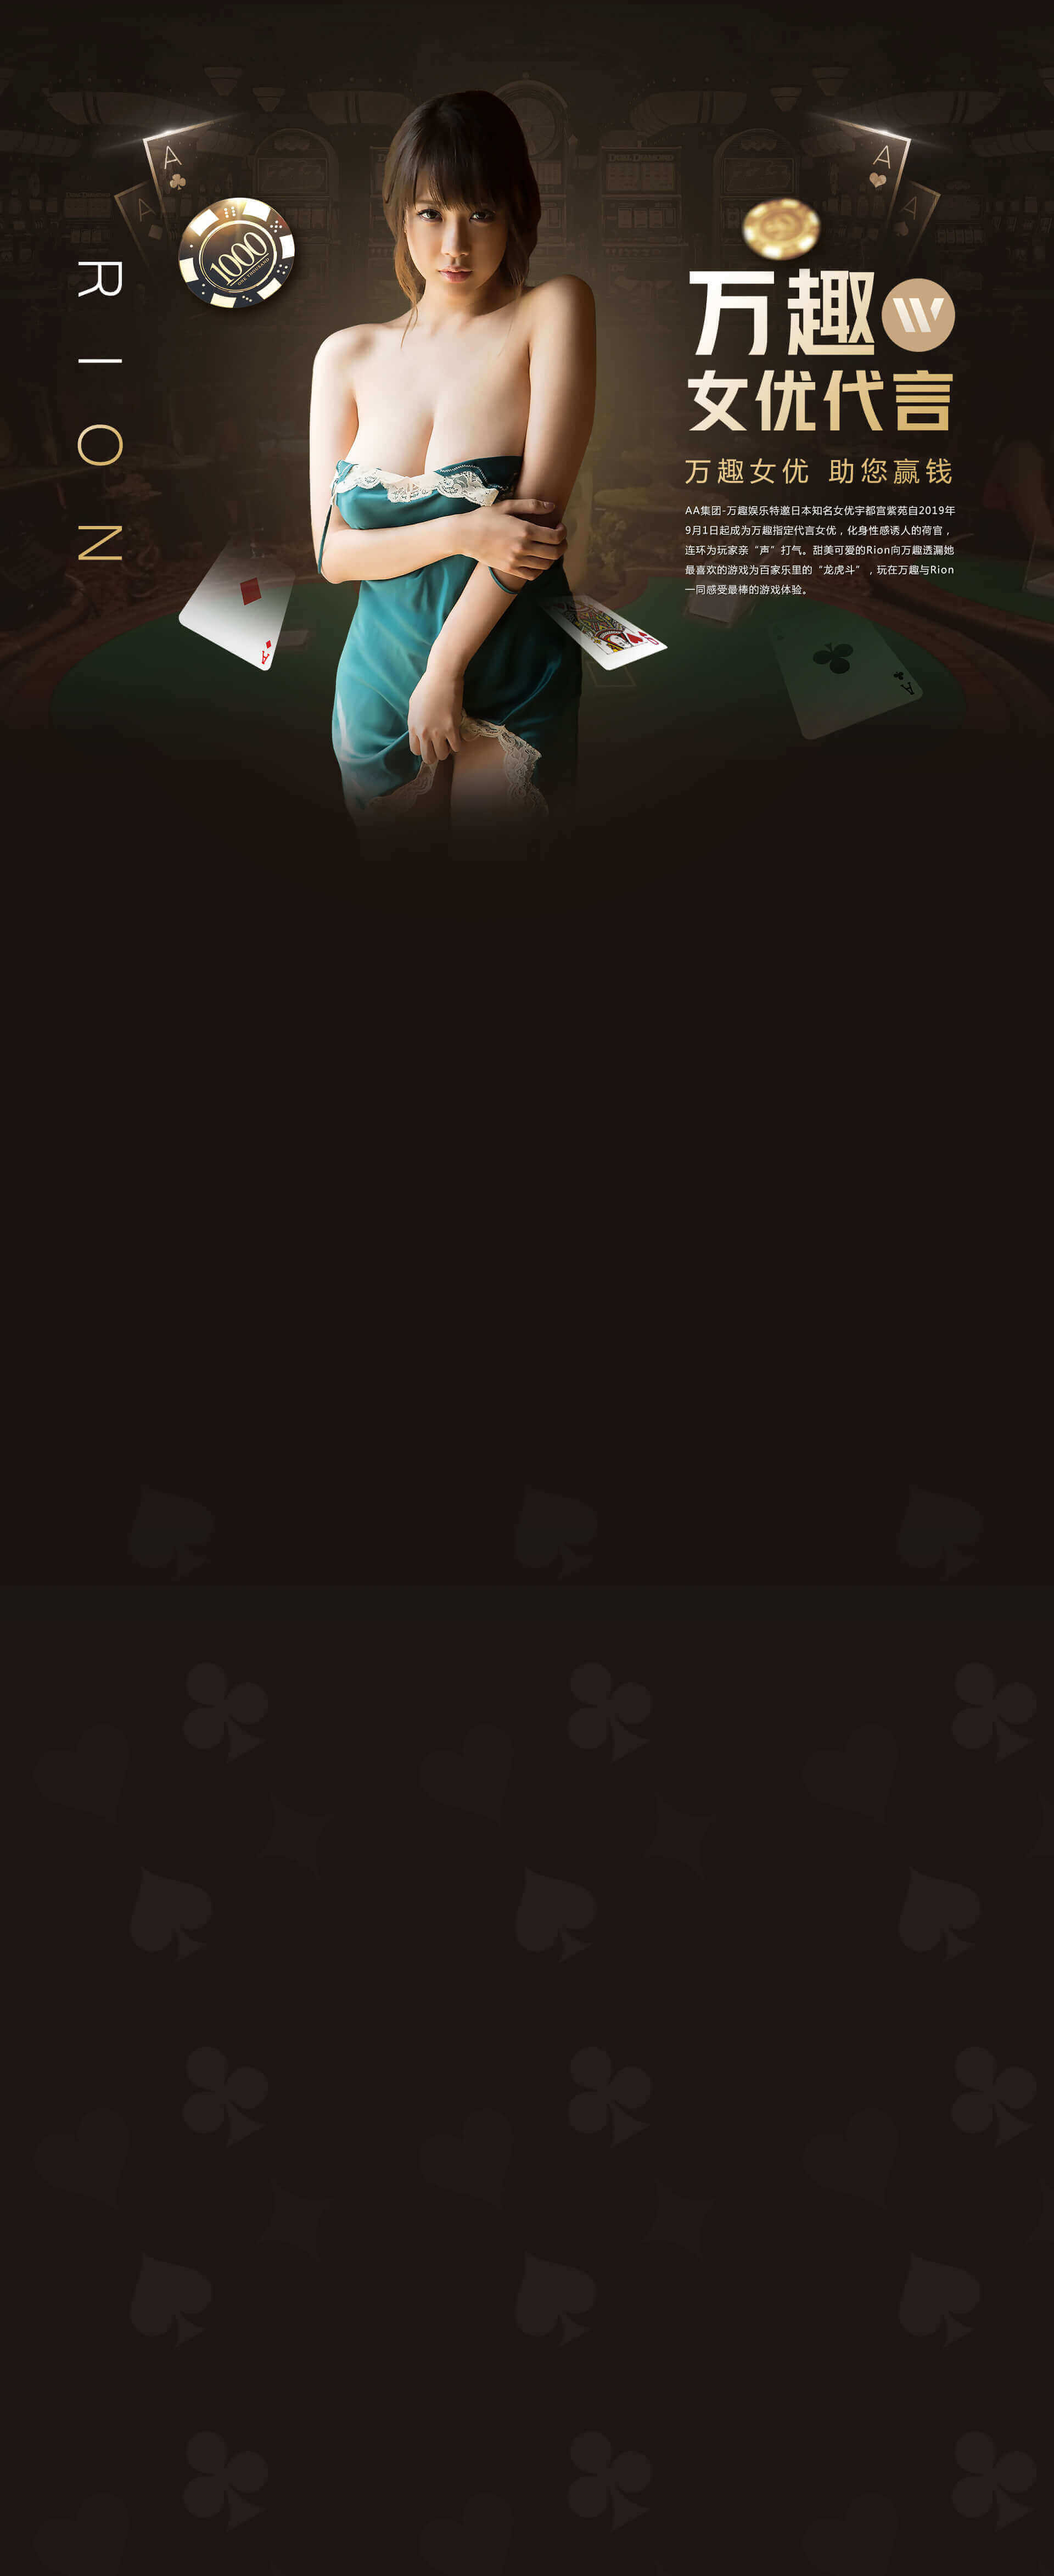 RION
1000
ONE THOUSAND
A
A
A
A
万趣
W
女优代言
万趣女优 助您赢钱
AA集团-万趣娱乐特邀日本知名女优宇都宫紫苑自2019年
9月1日起成为万趣指定代言女优，化身性感诱人的荷官，
连环为玩家亲“声”打气。甜美可爱的Rion向万趣透漏她
最喜欢的游戏为百家乐里的“龙虎斗”，玩在万趣与Rion
一同感受最棒的游戏体验。
A
Q
A